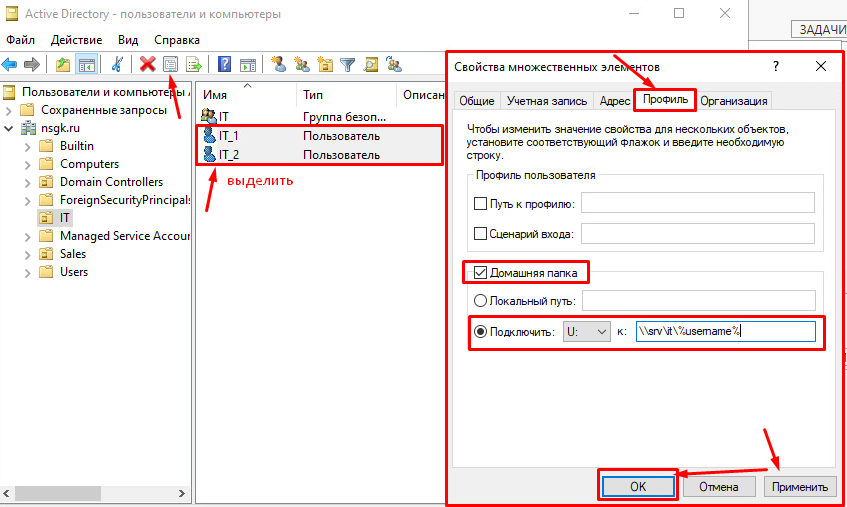 Active Directory - пользователи и компьютеры
Файл Действие Вид Справка
Пользователи и компьютеры A
Сохраненные запросы
nsgk.ru
Builtin
Computers
Domain Controllers
ForeignSecurityPrincipals
IT
Managed Service Accour
Sales
Users
Имя Тип Описан
IT Группа безоп...
IT_1 Пользователь
IT_2 Пользователь
выделить
ЗАДАЧИ
Свойства множественных элементов ?
Общие Учетная запись Адрес Профиль Организация
Чтобы изменить значение свойства для нескольких объектов,
установите соответствующий флажок и введите необходимую
строку.
Профиль пользователя
Путь к профилю:
Сценарий входа:
Домашняя папка
Локальный путь:
Подключить: U: к: \\srv\it\%username%
OK Отмена Применить